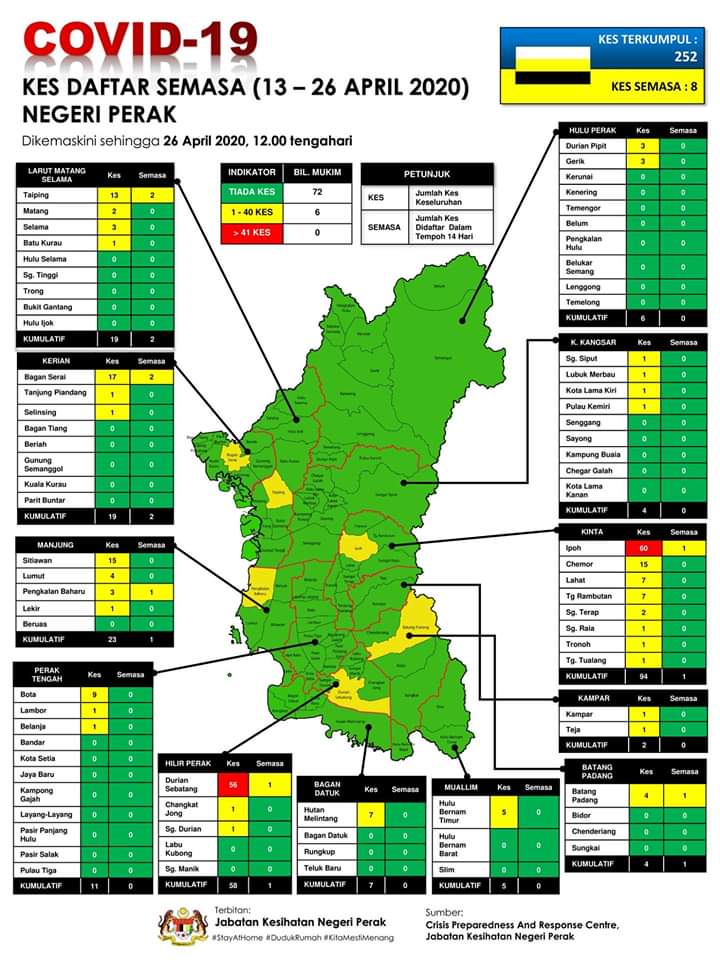 COVID-19
KES DAFTAR SEMASA (13 – 26 APRIL 2020)
NEGERI PERAK
Dikemaskini sehingga 26 April 2020, 12.00 tengahari
KES TERKUMPUL :
252
KES SEMASA : 8
LARUT MATANG SELAMA Kes Semasa
Taiping 13 2
Matang 2 0
Selama 3 0
Batu Kurau 1 0
Hulu Selama 0 0
Sg. Tinggi 0 0
Trong 0 0
Bukit Gantang 0 0
Hulu Ijok 0 0
KUMULATIF 19 2
INDIKATOR BIL. MUKIM
TIADA KES 72
1 - 40 KES 6
> 41 KES 0
PETUNJUK
KES Jumlah Kes Keseluruhan
SEMASA Jumlah Kes Didaftar Dalam Tempoh 14 Hari
HULU PERAK Kes Semasa
Durian Pipit 3 0
Gerik 3 0
Kerunai 0 0
Kenering 0 0
Temengor 0 0
Belum 0 0
Pengkalan Hulu 0 0
Belukar Semang 0 0
Lenggong 0 0
Temelong 0 0
KUMULATIF 6 0
KERIAN Kes Semasa
Bagan Serai 17 2
Tanjung Piandang 1 0
Selinsing 1 0
Bagan Tiang 0 0
Beriah 0 0
Gunung Semanggol 0 0
Kuala Kurau 0 0
Parit Buntar 0 0
KUMULATIF 19 2
K. KANGSAR Kes Semasa
Sg. Siput 1 0
Lubuk Merbau 1 0
Kota Lama Kiri 1 0
Pulau Kemiri 1 0
Senggang 0 0
Sayong 0 0
Kampung Buaia 0 0
Chegar Galah 0 0
Kota Lama Kanan 0 0
KUMULATIF 4 0
MANJUNG Kes Semasa
Sitiawan 15 0
Lumut 4 0
Pengkalan Baharu 3 1
Lekir 1 0
Beruas 0 0
KUMULATIF 23 1
KINTA Kes Semasa
Ipoh 60 1
Chemor 15 0
Lahat 7 0
Tg Rambutan 7 0
Sg. Terap 2 0
Sg. Raia 1 0
Tronoh 1 0
Tg. Tualang 1 0
KUMULATIF 94 1
PERAK TENGAH Kes Semasa
Bota 9 0
Lambor 1 0
Belanja 1 0
Bandar 0 0
Kota Setia 0 0
Jaya Baru 0 0
Kampong Gajah 0 0
Layang-Layang 0 0
Pasir Panjang Hulu 0 0
Pasir Salak 0 0
Pulau Tiga 0 0
KUMULATIF 11 0
KAMPAR Kes Semasa
Kampar 1 0
Teja 1 0
KUMULATIF 2 0
HILIR PERAK Kes Semasa
Durian Sebatang 56 1
Changkat Jong 1 0
Sg. Durian 1 0
Labu Kubong 0 0
Sg. Manik 0 0
KUMULATIF 58 1
BAGAN DATUK Kes Semasa
Hutan Melintang 7 0
Bagan Datuk 0 0
Rungkup 0 0
Teluk Baru 0 0
KUMULATIF 7 0
MUALLIM Kes Semasa
Hulu Bernam Timur 5 0
Hulu Bernam Barat 0 0
Slim 0 0
KUMULATIF 5 0
BATANG PADANG Kes Semasa
Batang Padang 4 1
Bidor 0 0
Chenderiang 0 0
Sungkai 0 0
KUMULATIF 4 1
Terbitan:
Jabatan Kesihatan Negeri Perak
#StayAtHome #DudukRumah #KitaMestiMenang
Sumber:
Crisis Preparedness And Response Centre,
Jabatan Kesihatan Negeri Perak